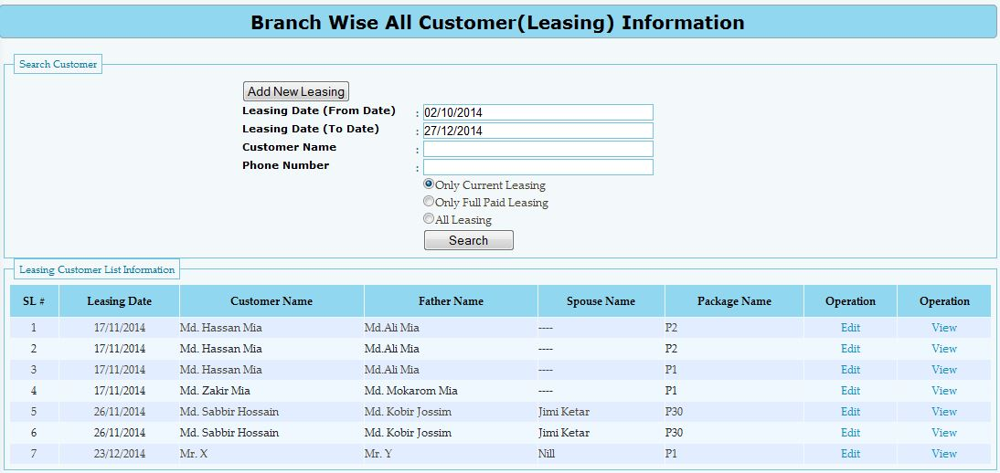 Branch Wise All Customer(Leasing) Information
Search Customer
Add New Leasing
Leasing Date (From Date) : 02/10/2014
Leasing Date (To Date) : 27/12/2014
Customer Name :
Phone Number :
Only Current Leasing
Only Full Paid Leasing
All Leasing
Search
Leasing Customer List Information
SL # Leasing Date Customer Name Father Name Spouse Name Package Name Operation Operation
1 17/11/2014 Md. Hassan Mia Md.Ali Mia ---- P2 Edit View
2 17/11/2014 Md. Hassan Mia Md.Ali Mia ---- P2 Edit View
3 17/11/2014 Md. Hassan Mia Md.Ali Mia ---- P1 Edit View
4 17/11/2014 Md. Zakir Mia Md. Mokarom Mia ---- P1 Edit View
5 26/11/2014 Md. Sabbir Hossain Md. Kobir Jossim Jimi Ketar P30 Edit View
6 26/11/2014 Md. Sabbir Hossain Md. Kobir Jossim Jimi Ketar P30 Edit View
7 23/12/2014 Mr. X Mr. Y Nill P1 Edit View